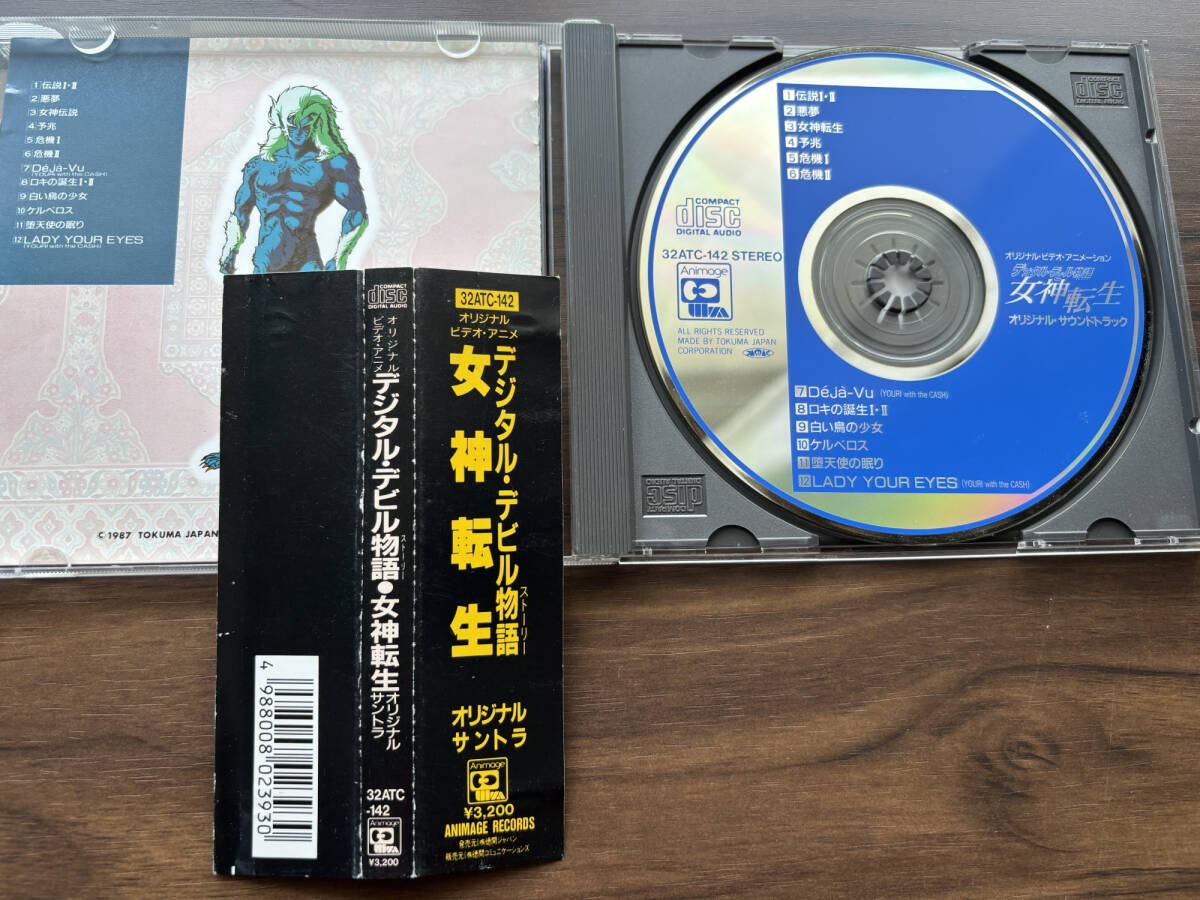 1 伝説I・II
2 悪夢
3 女神伝説
4 予兆
5 危機I
6 危機II
7 Déjà-Vu
(YOURI with the CASH)
8 ロキの誕生I・II
9 白い鳥の少女
10 ケルベロス
11 堕天使の眠り
12 LADY YOUR EYES
(YOURI with the CASH)
© 1987 TOKUMA JAPAN
4 988008 023930
COMPACT
disc
DIGITAL AUDIO
オリジナル
ビデオ・アニメ
デジタル・デビル物語●女神転生
ストーリー
オリジナル
サントラ
32ATC
-142
Animage
¥3,200
32ATC-142
オリジナル
ビデオ・アニメ
デジタル・デビル物語
ストーリー
女神転生
オリジナル
サントラ
Animage
¥3,200
ANIMAGE RECORDS
発売元/(株)徳間ジャパン
販売元/(株)徳間コミュニケーションズ
1 伝説I・II
2 悪夢
3 女神転生
4 予兆
5 危機I
6 危機II
COMPACT
disc
DIGITAL AUDIO
32ATC-142 STEREO
Animage
ALL RIGHTS RESERVED
MADE BY TOKUMA JAPAN
CORPORATION
オリジナル・ビデオ・アニメーション
デジタル・デビル物語
女神転生
オリジナル・サウンドトラック
7 Déjà-Vu (YOURI with the CASH)
8 ロキの誕生I・II
9 白い鳥の少女
10 ケルベロス
11 堕天使の眠り
12 LADY YOUR EYES (YOURI with the CASH)
COMPACT
disc
DIGITAL AUDIO
COMPACT
disc
DIGITAL AUDIO